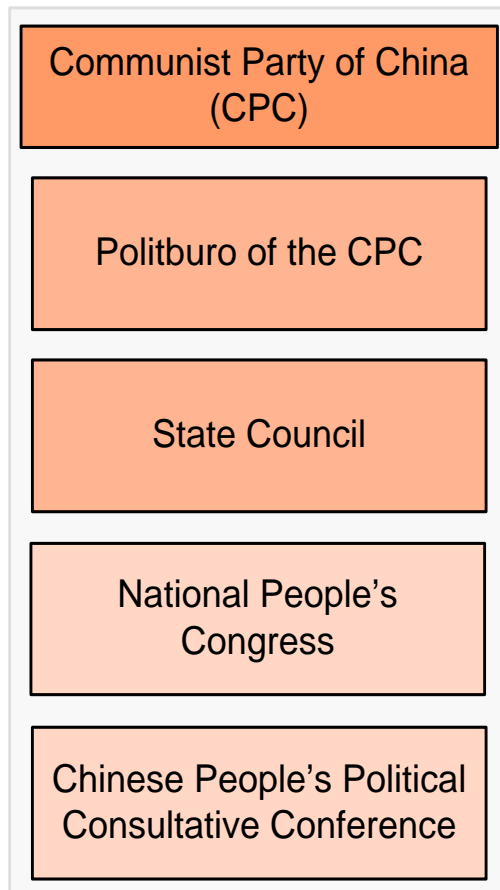 Communist Party of China
(CPC)
Politburo of the CPC
State Council
National People’s
Congress
Chinese People’s Political
Consultative Conference